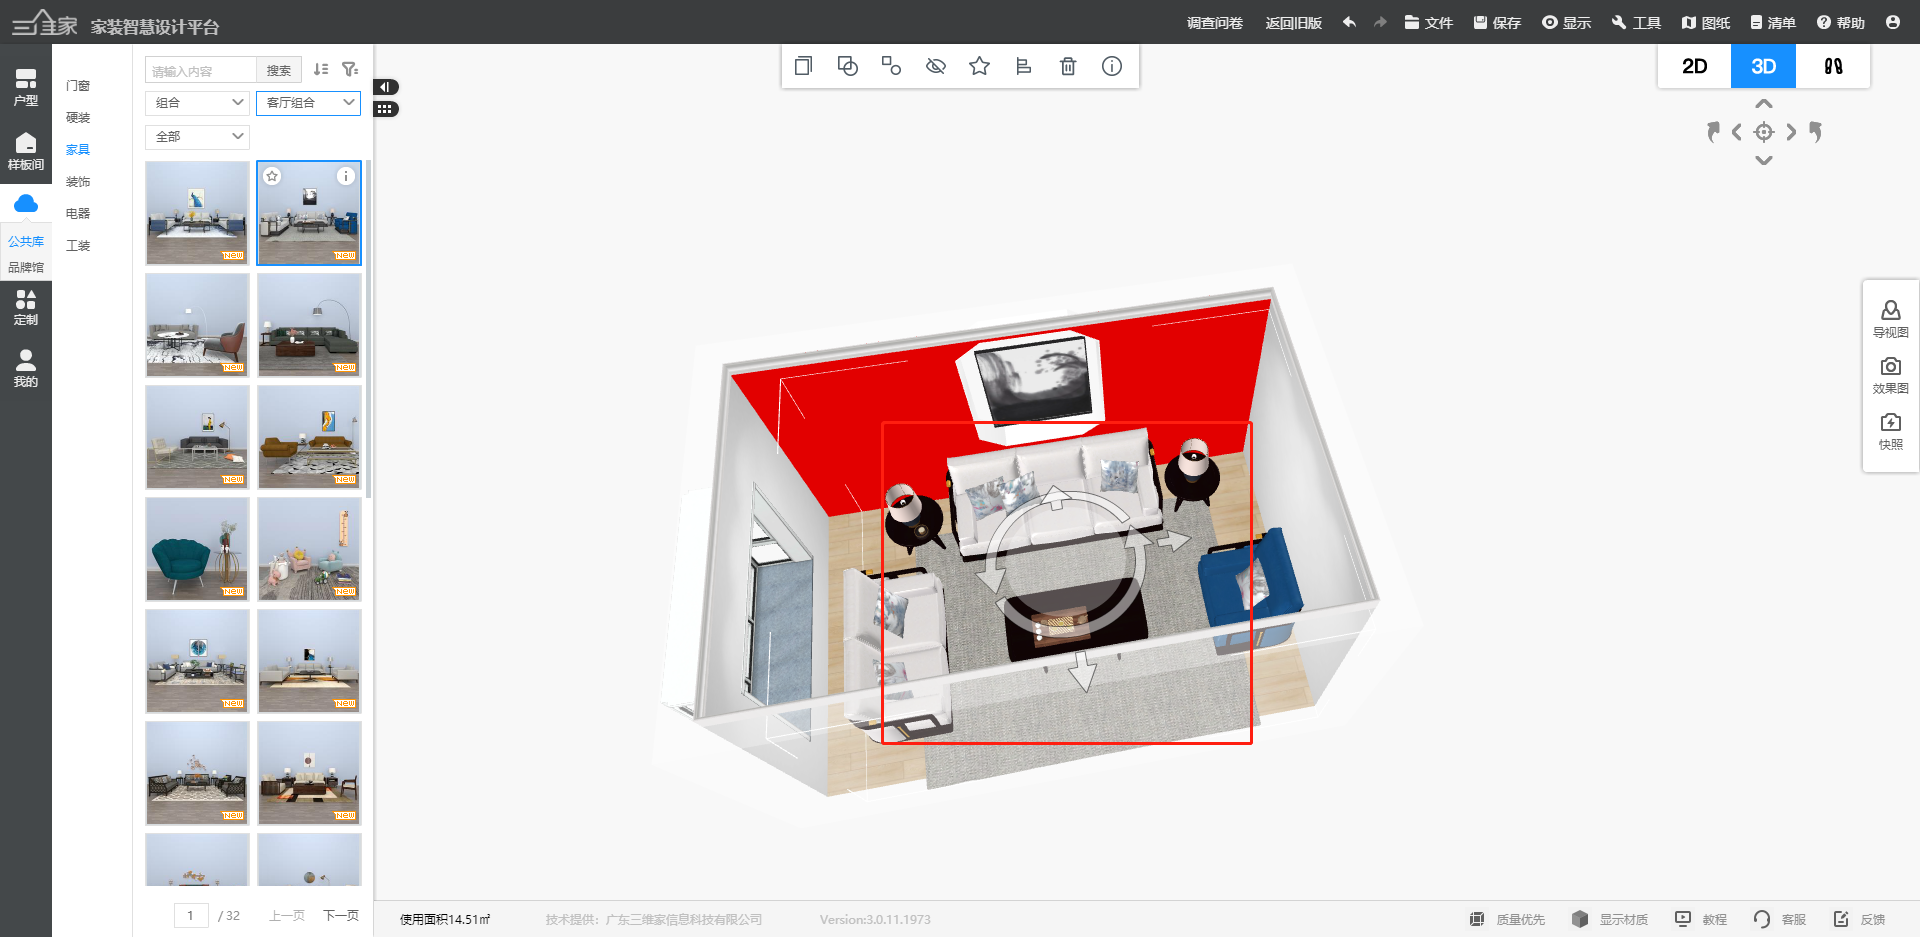 三维家 家装智慧设计平台
调查问卷 返回旧版 文件 保存 显示 工具 图纸 清单 帮助
户型
样板间
公共库
品牌馆
定制
我的
门窗
硬装
家具
装饰
电器
工装
请输入内容 搜索
组合 客厅组合
全部
New New
New New
New New
New New
New New
New New
1 / 32 上一页 下一页
2D 3D
导视图
效果图
快照
使用面积14.51㎡ 技术提供：广东三维家信息科技有限公司 Version:3.0.11.1973
质量优先 显示材质 教程 客服 反馈